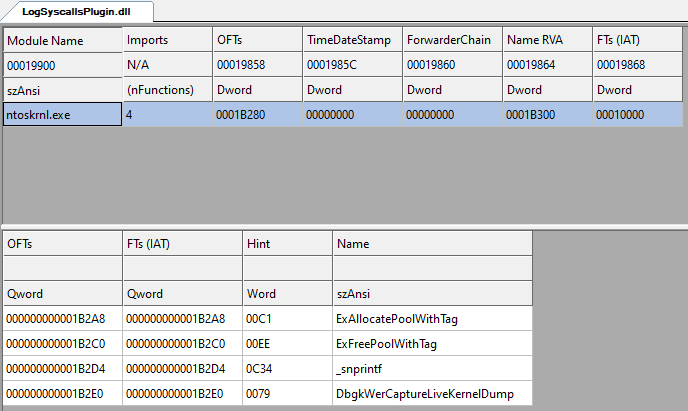 LogSyscallsPlugin.dll
Module Name Imports OFTs TimeDateStamp ForwarderChain Name RVA FTs (IAT)
00019900 N/A 00019858 0001985C 00019860 00019864 00019868
szAnsi (nFunctions) Dword Dword Dword Dword Dword
ntoskrnl.exe 4 0001B280 00000000 00000000 0001B300 00010000
OFTs FTs (IAT) Hint Name
Qword Qword Word szAnsi
000000000001B2A8 000000000001B2A8 00C1 ExAllocatePoolWithTag
000000000001B2C0 000000000001B2C0 00EE ExFreePoolWithTag
000000000001B2D4 000000000001B2D4 0C34 _snprintf
000000000001B2E0 000000000001B2E0 0079 DbgkWerCaptureLiveKernelDump